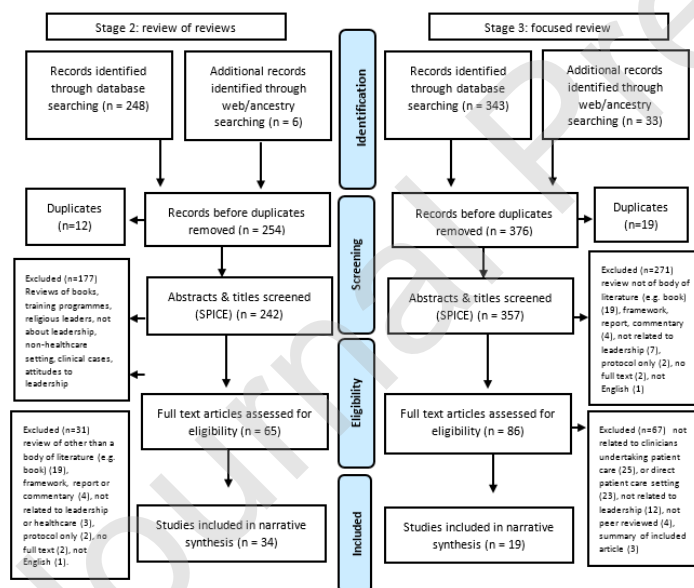 Stage 2: review of reviews
Records identified
through database
searching (n = 248)
Additional records
identified through
web/ancestry
searching (n = 6)
Duplicates
(n=12)
Records before duplicates
removed (n = 254)
Excluded (n=177)
Reviews of books,
training programmes,
religious leaders, not
about leadership,
non-healthcare
setting, clinical cases,
attitudes to
leadership
Abstracts & titles screened
(SPICE) (n = 242)
Full text articles assessed for
eligibility (n = 65)
Excluded (n=31)
review of other than a
body of literature (e.g.
book) (19),
framework, report or
commentary (4), not
related to leadership
or healthcare (3),
protocol only (2), no
full text (2), not
English (1).
Studies included in narrative
synthesis (n = 34)
Identification
Screening
Eligibility
Included
Stage 3: focused review
Records identified
through database
searching (n = 343)
Additional records
identified through
web/ancestry
searching (n = 33)
Records before duplicates
removed (n = 376)
Duplicates
(n=19)
Abstracts & titles screened
(SPICE) (n = 357)
Excluded (n=271)
review not of body of
literature (e.g. book)
(19), framework,
report, commentary
(4), not related to
leadership (7),
protocol only (2), no
full text (2), not
English (1)
Full text articles assessed for
eligibility (n = 86)
Excluded (n=67) not
related to clinicians
undertaking patient
care (25), or direct
patient care setting
(23), not related to
leadership (12), not
peer reviewed (4),
summary of included
article (3)
Studies included in narrative
synthesis (n = 19)
Journal Pre